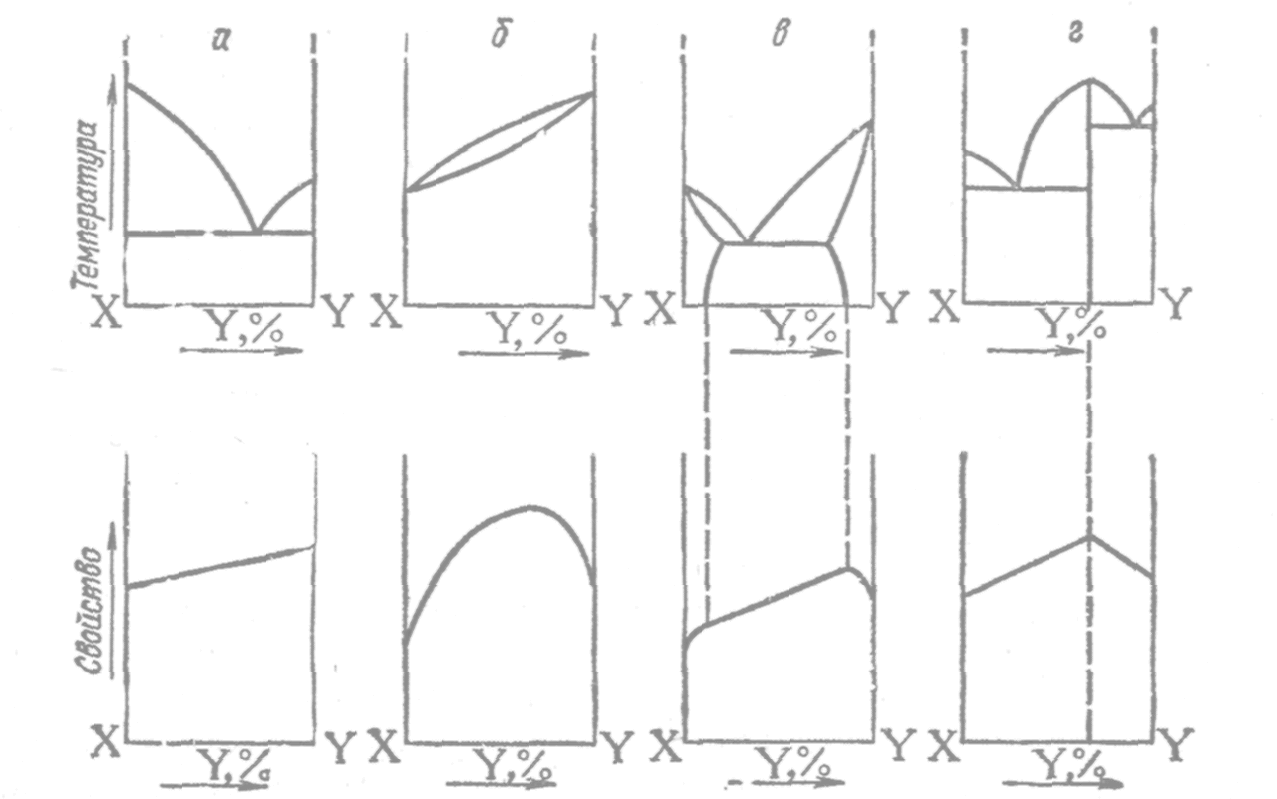 а б в г
Температура
X Y X Y X Y X Y
Y,% Y,% Y,% Y,%
Свойство
X Y X Y X Y X Y
Y,% Y,% Y,% Y,%